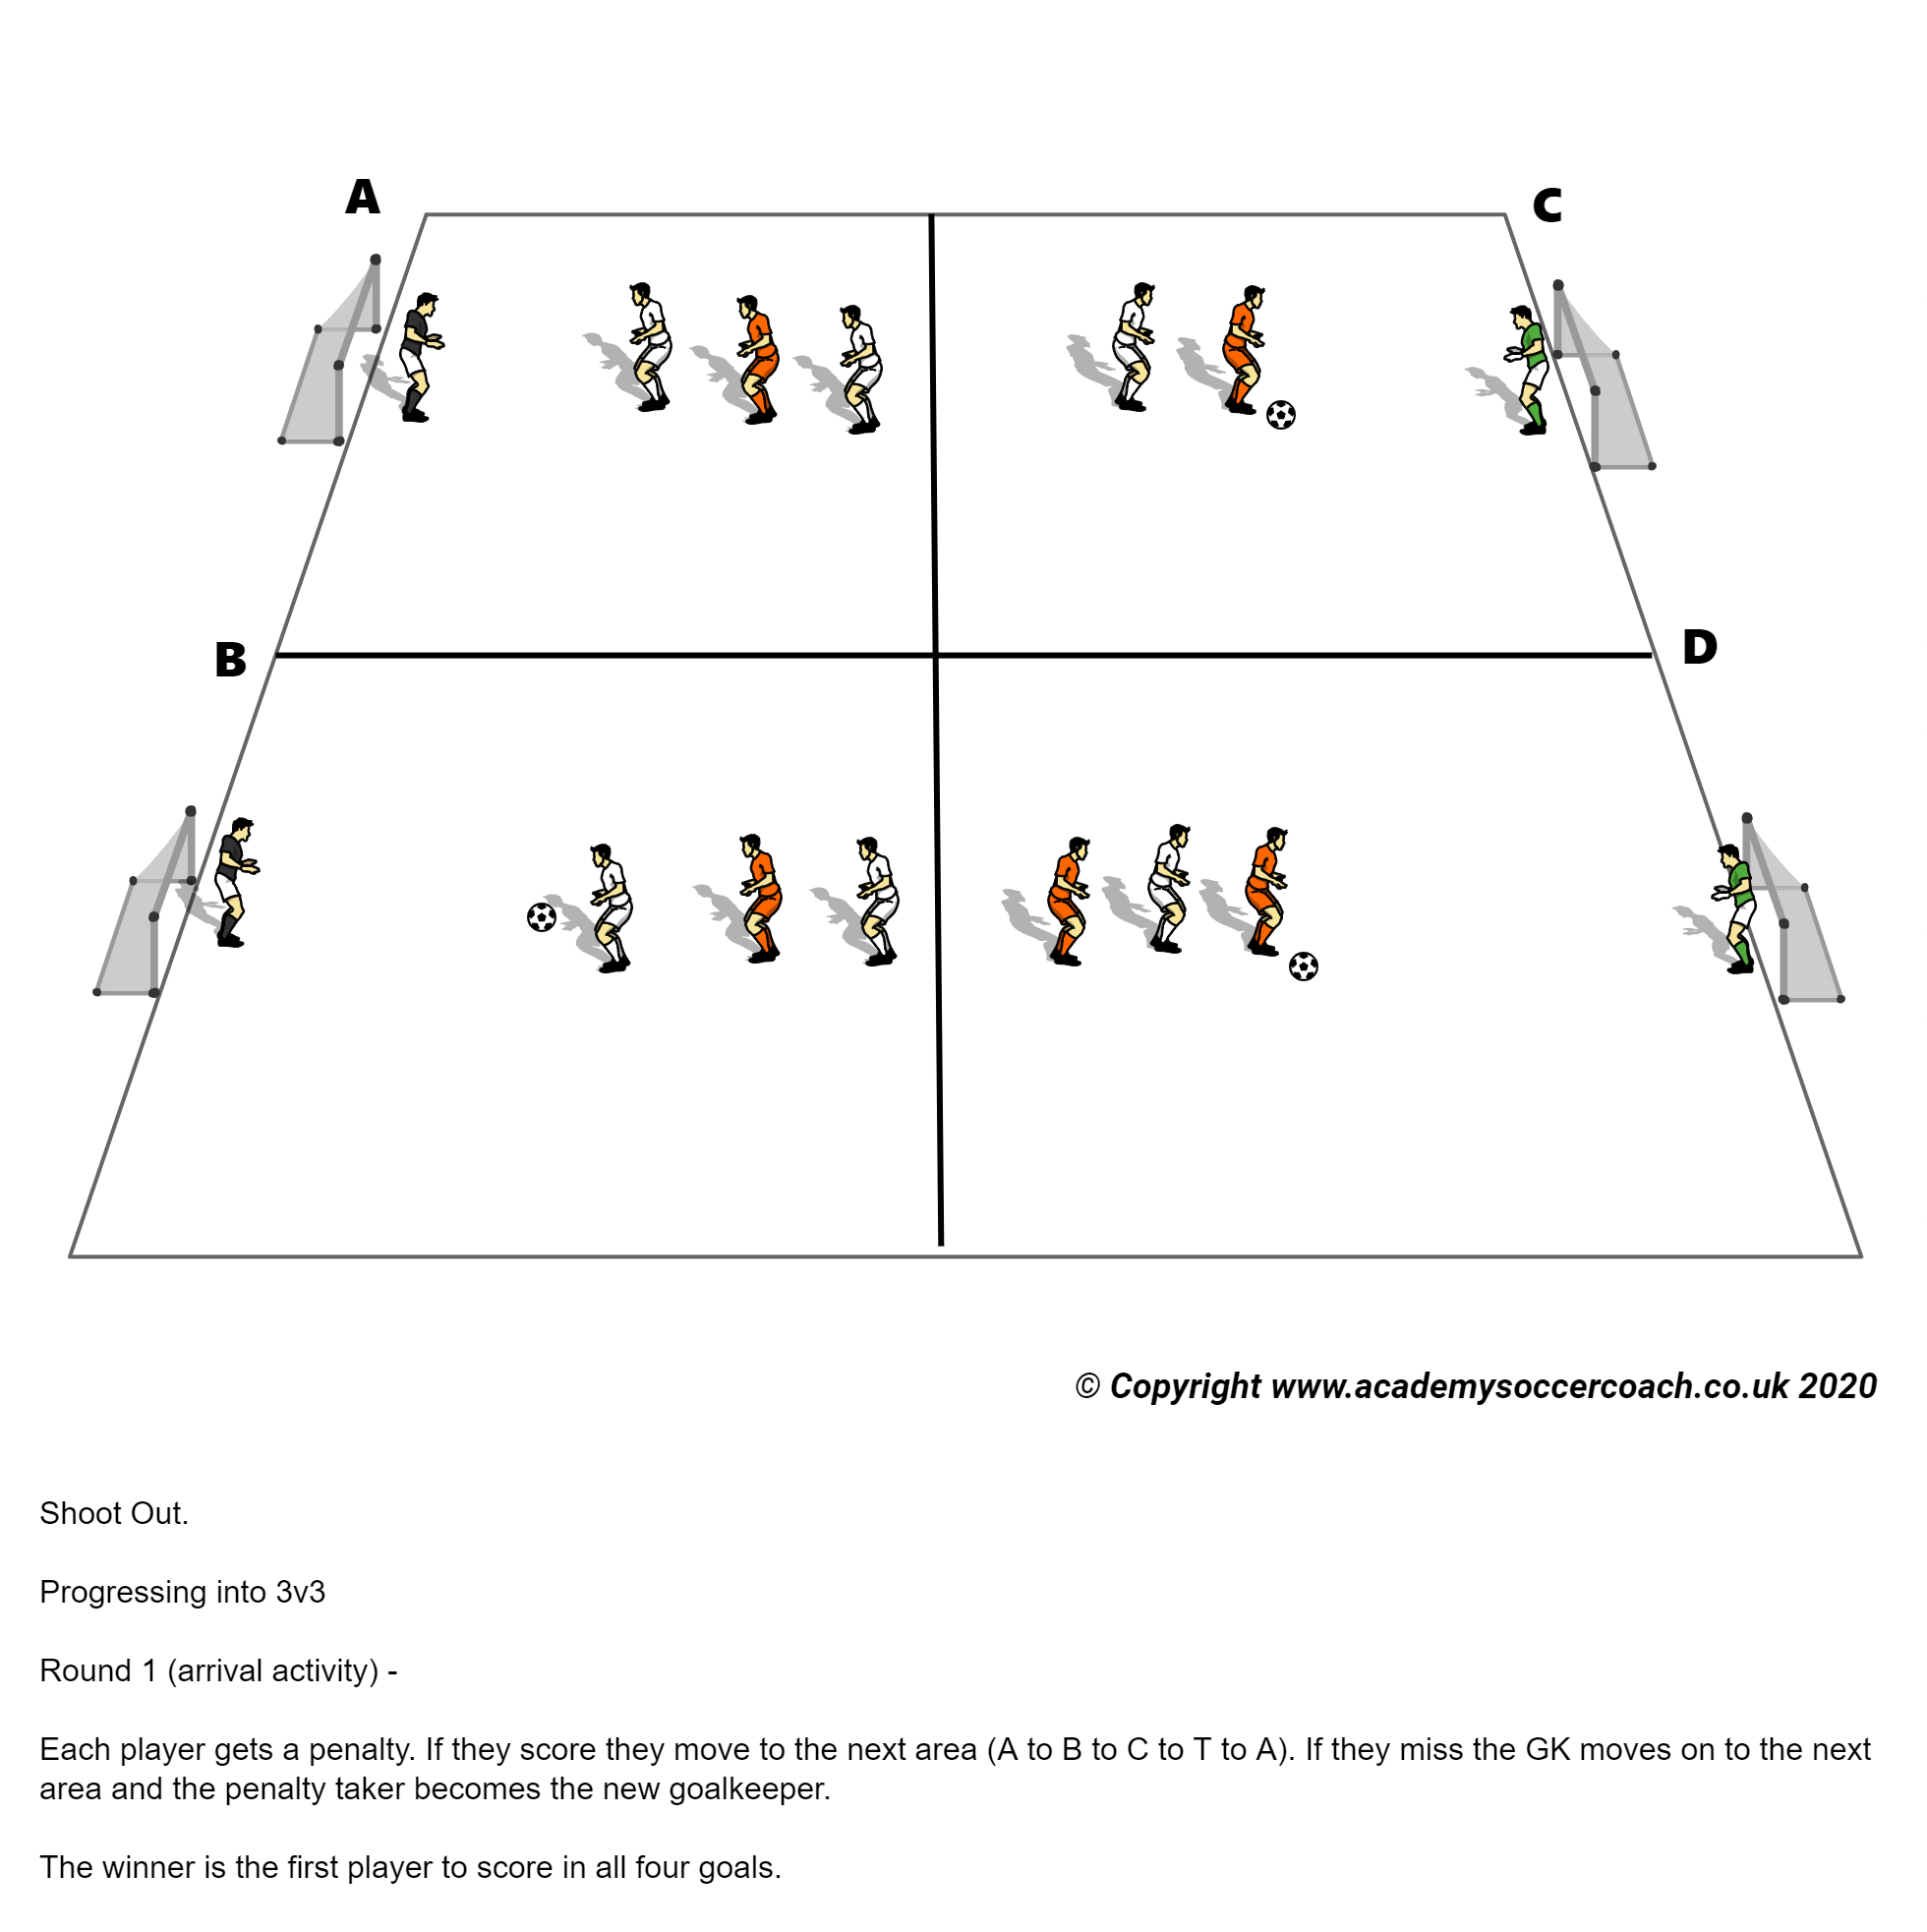 A
C
B
D
© Copyright www.academysoccercoach.co.uk 2020
Shoot Out.
Progressing into 3v3
Round 1 (arrival activity) -
Each player gets a penalty. If they score they move to the next area (A to B to C to T to A). If they miss the GK moves on to the next
area and the penalty taker becomes the new goalkeeper.
The winner is the first player to score in all four goals.